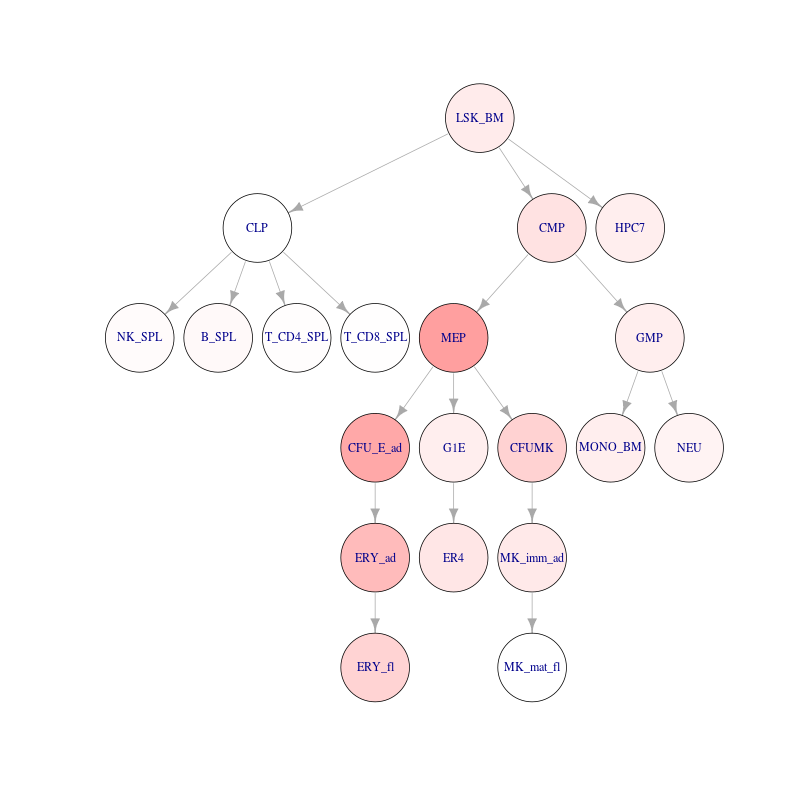 LSK_BM
CLP
CMP
HPC7
NK_SPL
B_SPL
T_CD4_SPL
T_CD8_SPL
MEP
GMP
CFU_E_ad
G1E
CFUMK
MONO_BM
NEU
ERY_ad
ER4
MK_imm_ad
ERY_fl
MK_mat_fl